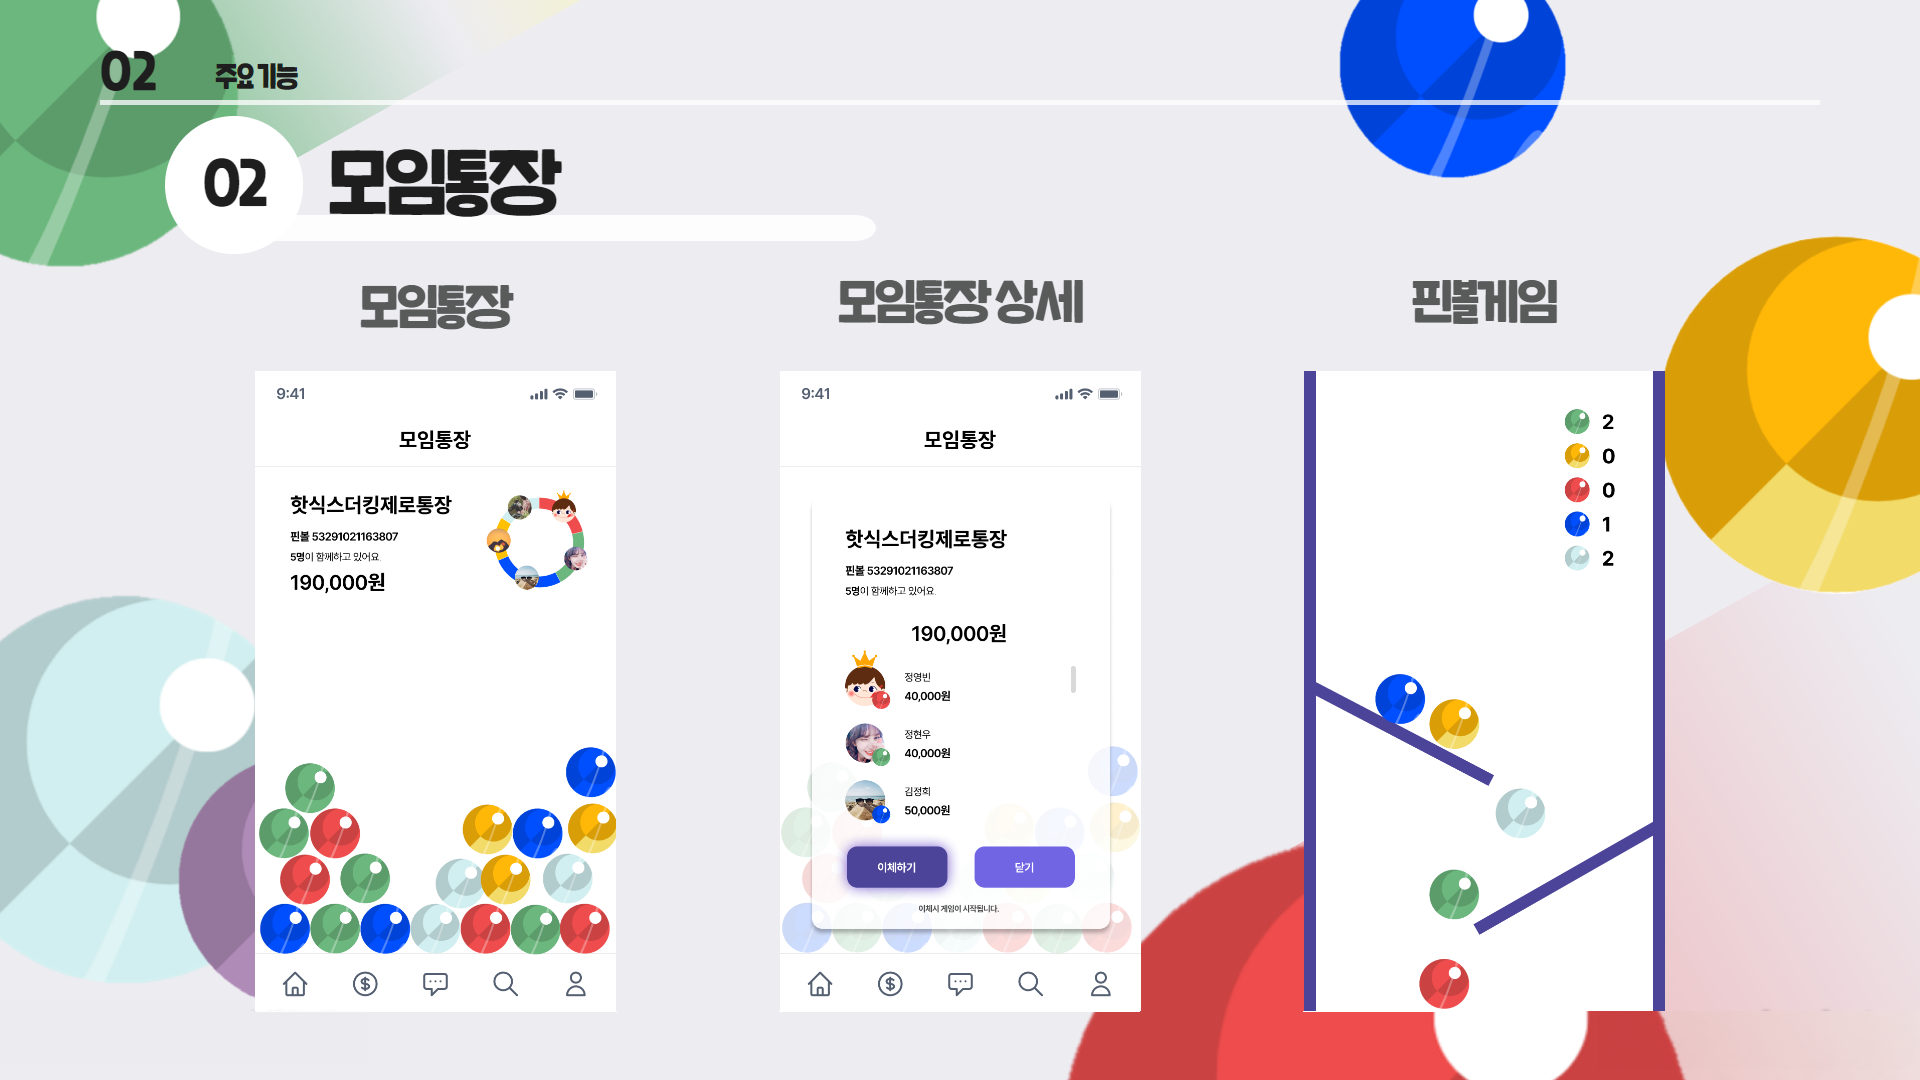 02 주요 기능
02 모임통장
모임통장
9:41
모임통장
핫식스더킹제로통장
핀볼 53291021163807
5명이 함께하고 있어요.
190,000원
모임통장 상세
9:41
모임통장
핫식스더킹제로통장
핀볼 53291021163807
5명이 함께하고 있어요.
190,000원
정영빈
40,000원
정현우
40,000원
김정희
50,000원
이체하기 닫기
이체시 게임이 시작됩니다.
핀볼게임
2
0
0
1
2